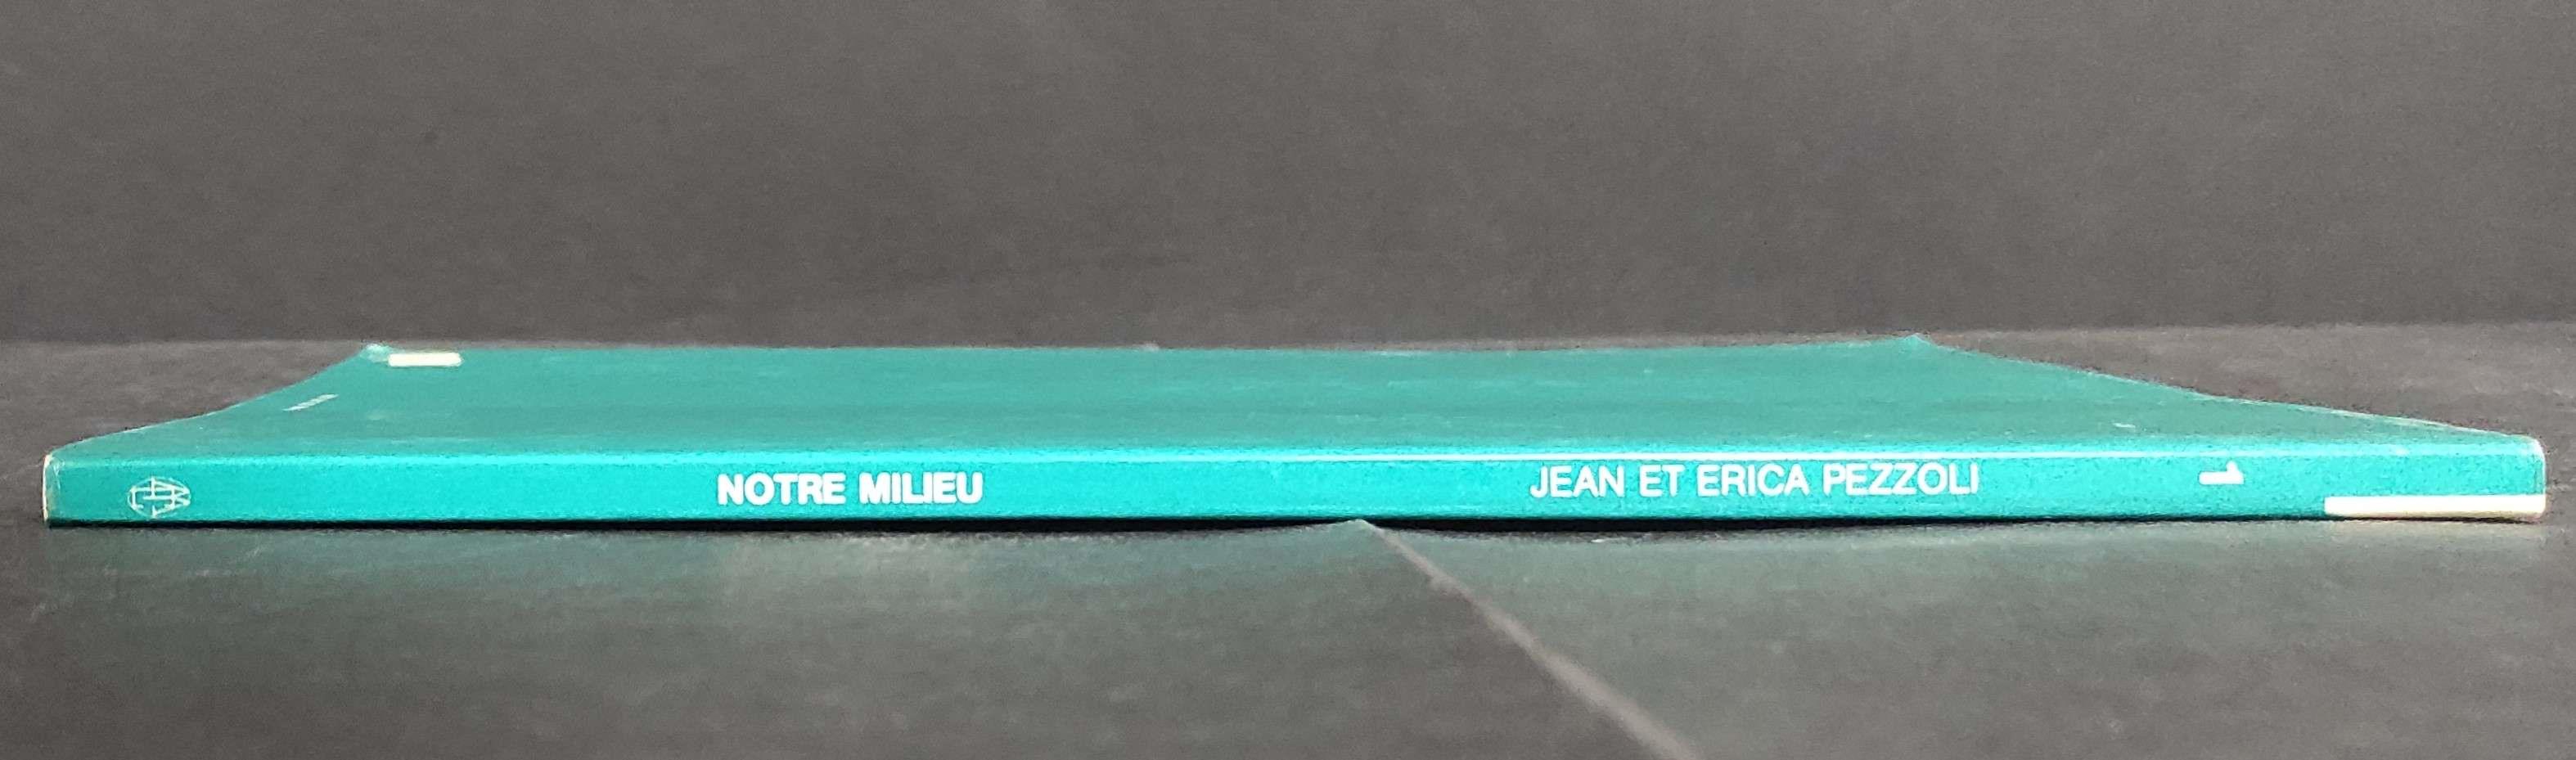 NOTRE MILIEU
JEAN ET ERICA PEZZOLI
1